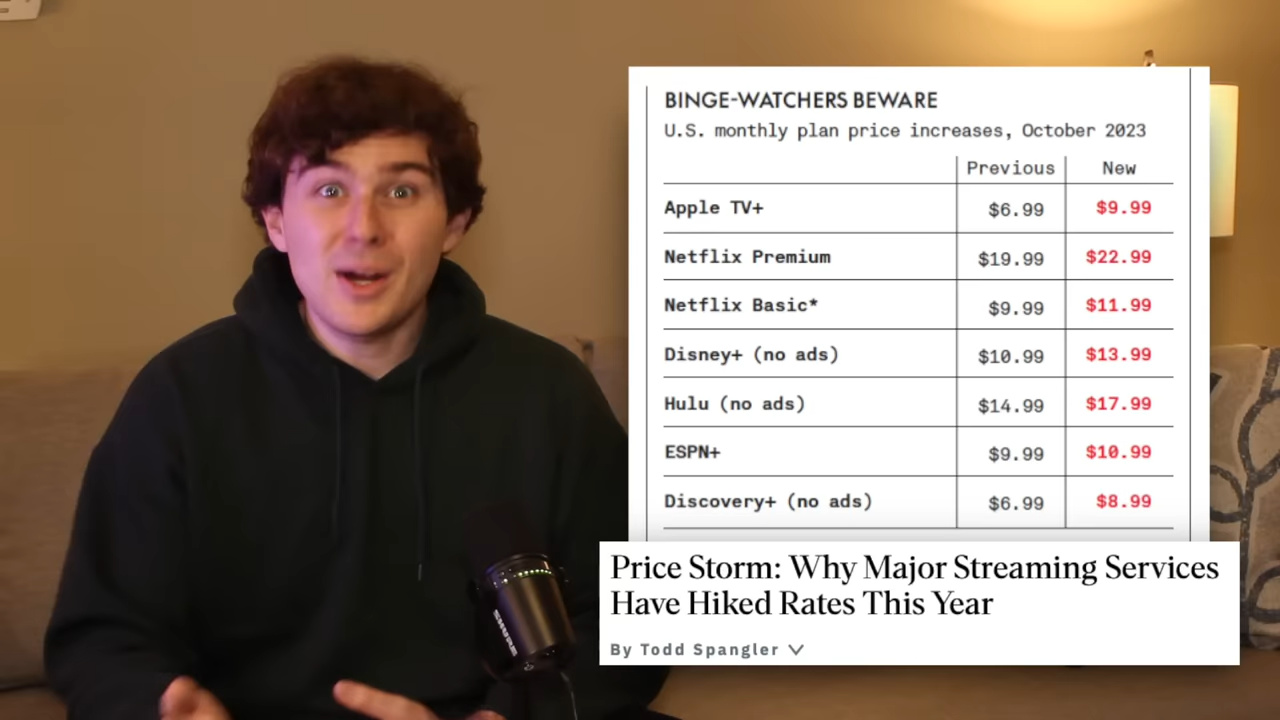 BINGE-WATCHERS BEWARE
U.S. monthly plan price increases, October 2023
Previous New
Apple TV+ $6.99 $9.99
Netflix Premium $19.99 $22.99
Netflix Basic* $9.99 $11.99
Disney+ (no ads) $10.99 $13.99
Hulu (no ads) $14.99 $17.99
ESPN+ $9.99 $10.99
Discovery+ (no ads) $6.99 $8.99
Price Storm: Why Major Streaming Services
Have Hiked Rates This Year
By Todd Spangler
SHURE